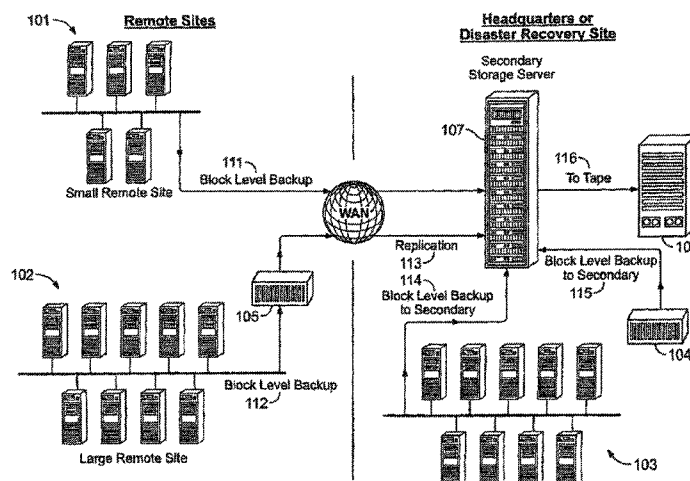 Remote Sites
Headquarters or
Disaster Recovery Site
101
Secondary
Storage Server
107
111
Block Level Backup
116
To Tape
Small Remote Site
WAN
10
102
Replication
113
114
Block Level Backup
to Secondary
Block Level Backup
to Secondary
115
105
104
Block Level Backup
112
Large Remote Site
103